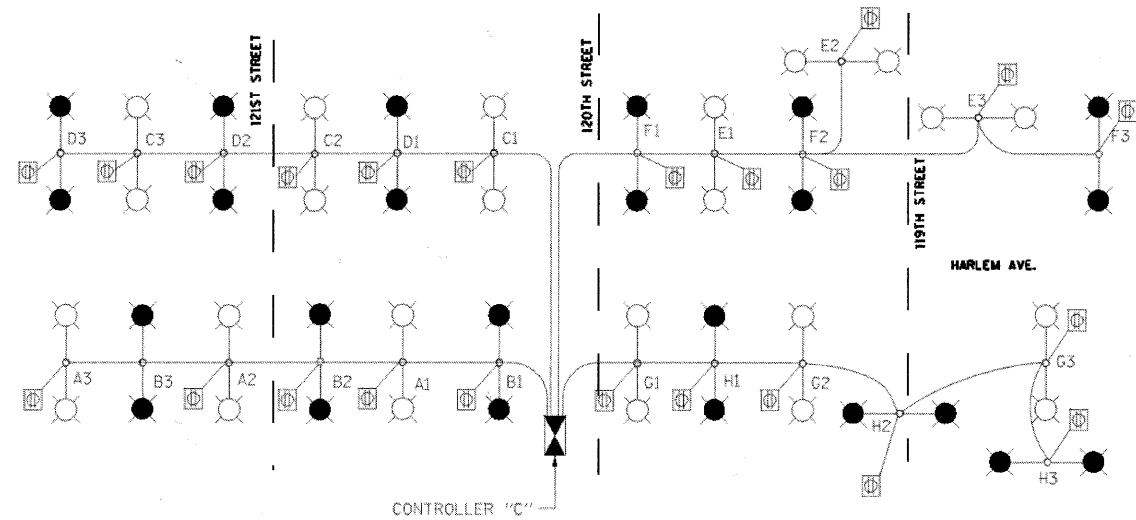 121ST STREET
120TH STREET
119TH STREET
E2
E3
D3
C3
D2
C2
D1
C1
F1
E1
F2
F3
HARLEM AVE.
A3
B3
A2
B2
A1
B1
G1
H1
G2
G3
H2
H3
CONTROLLER "C"